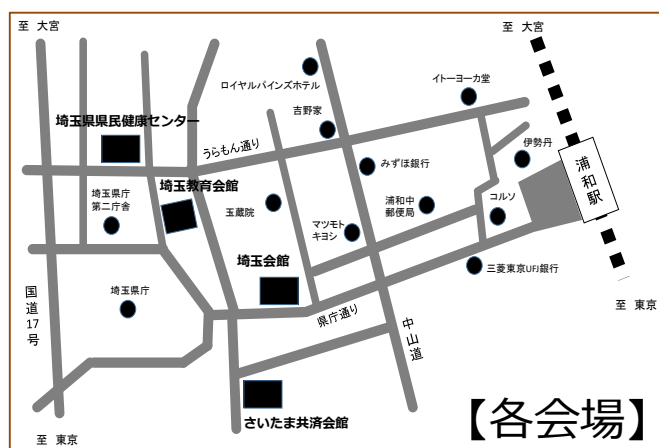 至 大宮
至 大宮
ロイヤルパインズホテル
イトーヨーカ堂
吉野家
埼玉県県民健康センター
うらもん通り
伊勢丹
みずほ銀行
浦和駅
埼玉教育会館
埼玉県庁
第二庁舎
玉蔵院
浦和中
郵便局
コルソ
マツモト
キヨシ
埼玉会館
三菱東京UFJ銀行
埼玉県庁
国道17号
県庁通り
中山道
至 東京
さいたま共済会館
【各会場】
至 東京